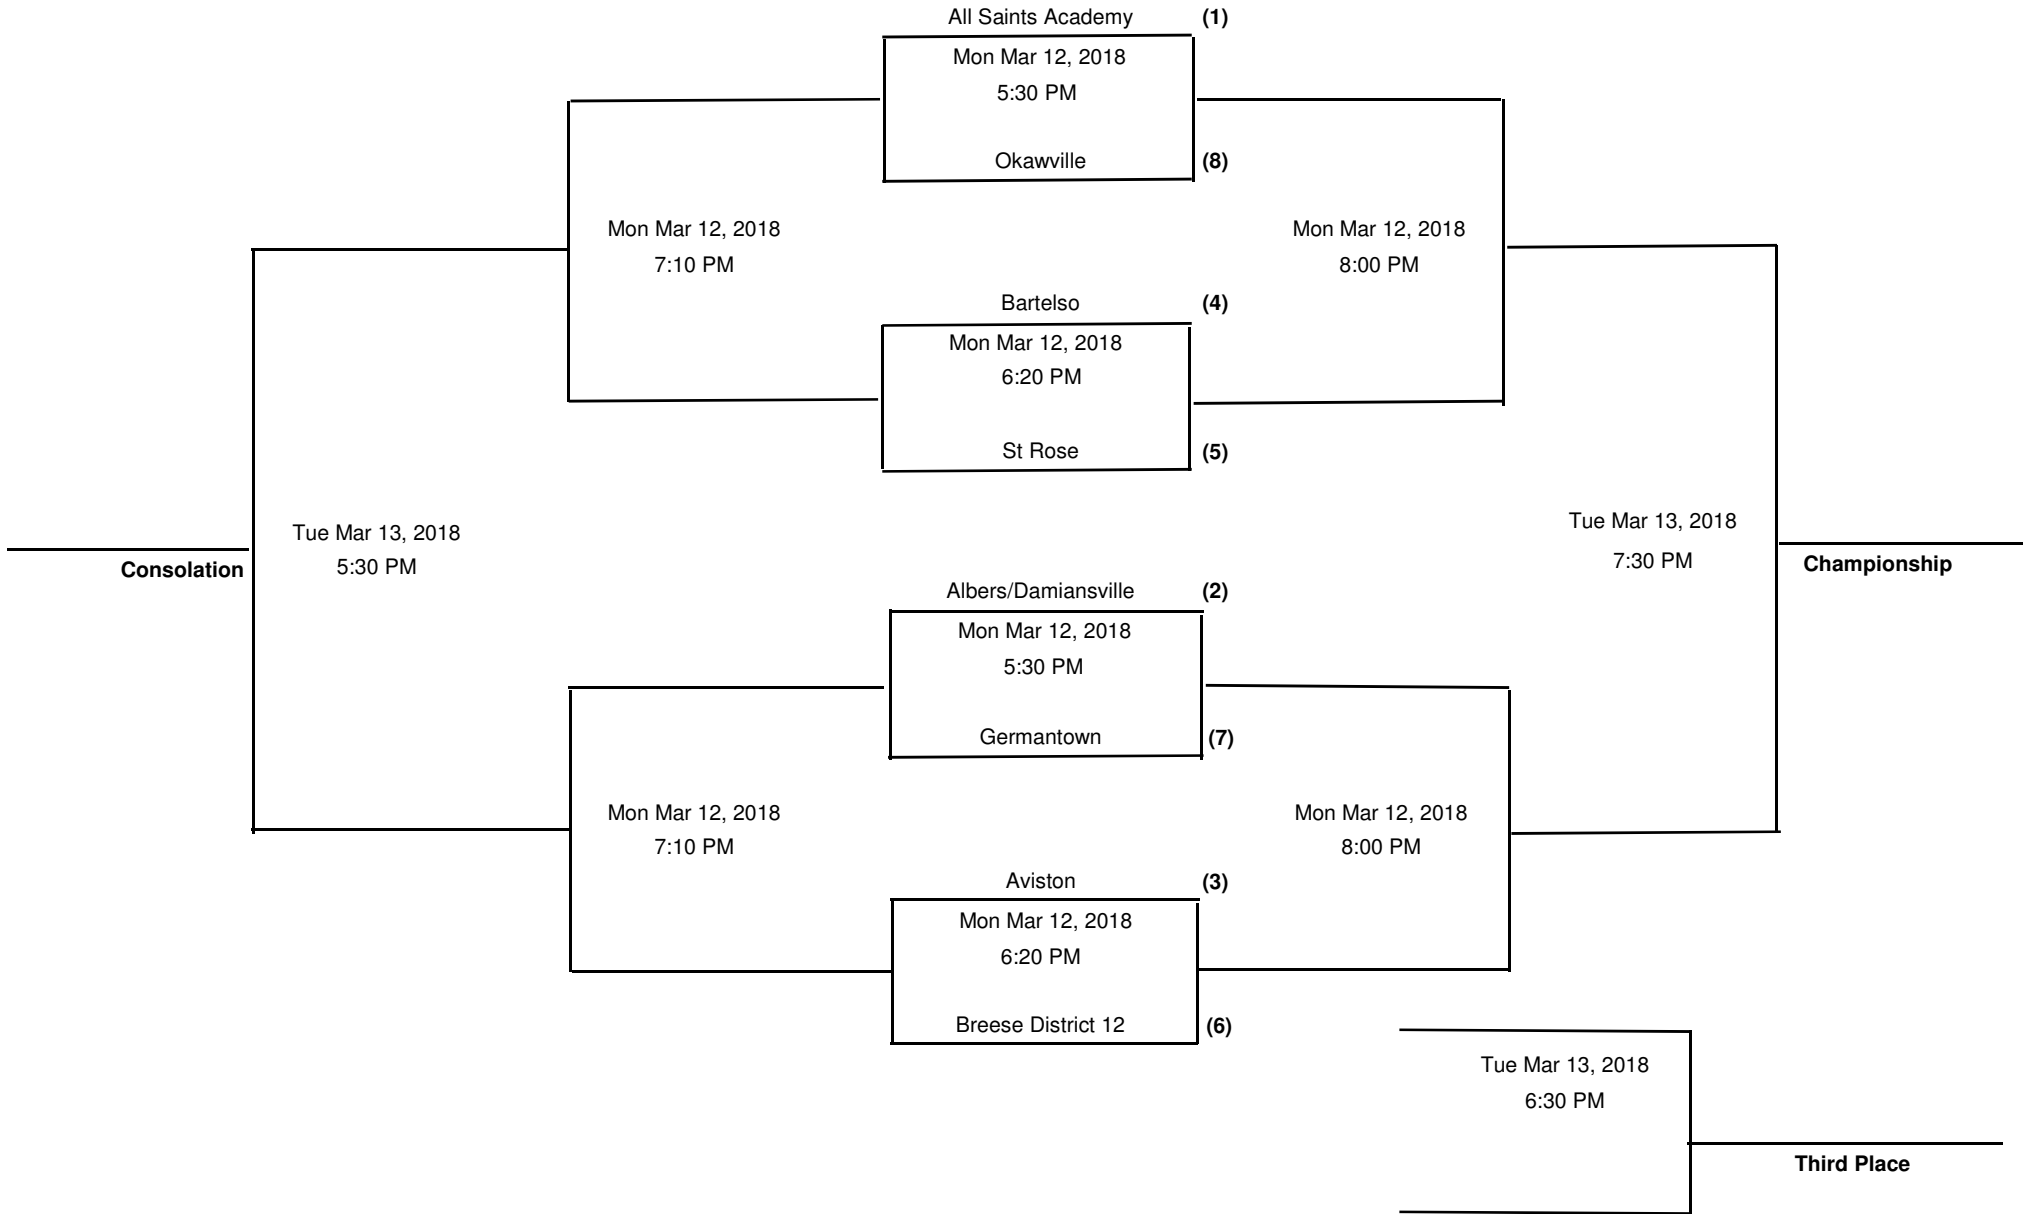 All Saints Academy (1)
Mon Mar 12, 2018
5:30 PM
Okawville (8)
Mon Mar 12, 2018
7:10 PM
Mon Mar 12, 2018
8:00 PM
Bartelso (4)
Mon Mar 12, 2018
6:20 PM
St Rose (5)
Tue Mar 13, 2018
5:30 PM
Consolation
Tue Mar 13, 2018
7:30 PM
Championship
Albers/Damiansville (2)
Mon Mar 12, 2018
5:30 PM
Germantown (7)
Mon Mar 12, 2018
7:10 PM
Mon Mar 12, 2018
8:00 PM
Aviston (3)
Mon Mar 12, 2018
6:20 PM
Breese District 12 (6)
Tue Mar 13, 2018
6:30 PM
Third Place